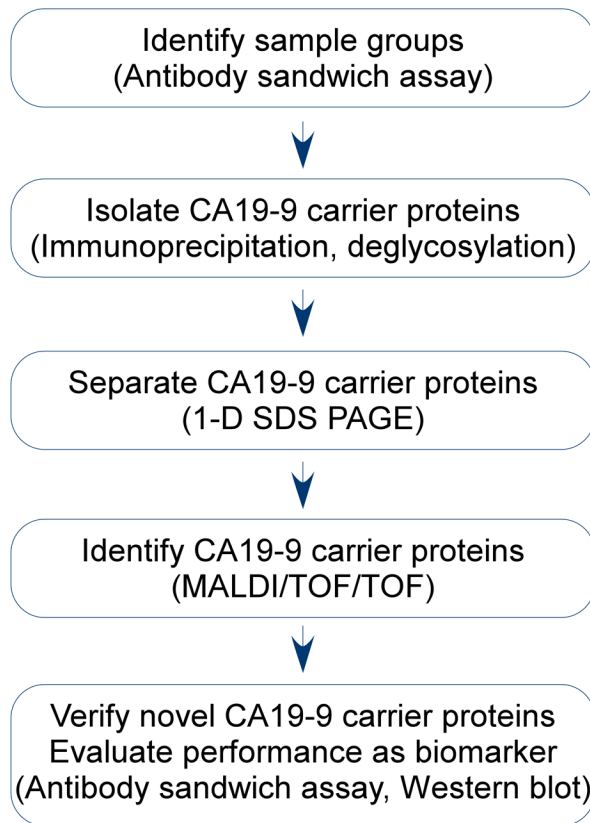 Identify sample groups
(Antibody sandwich assay)
Isolate CA19-9 carrier proteins
(Immunoprecipitation, deglycosylation)
Separate CA19-9 carrier proteins
(1-D SDS PAGE)
Identify CA19-9 carrier proteins
(MALDI/TOF/TOF)
Verify novel CA19-9 carrier proteins
Evaluate performance as biomarker
(Antibody sandwich assay, Western blot)